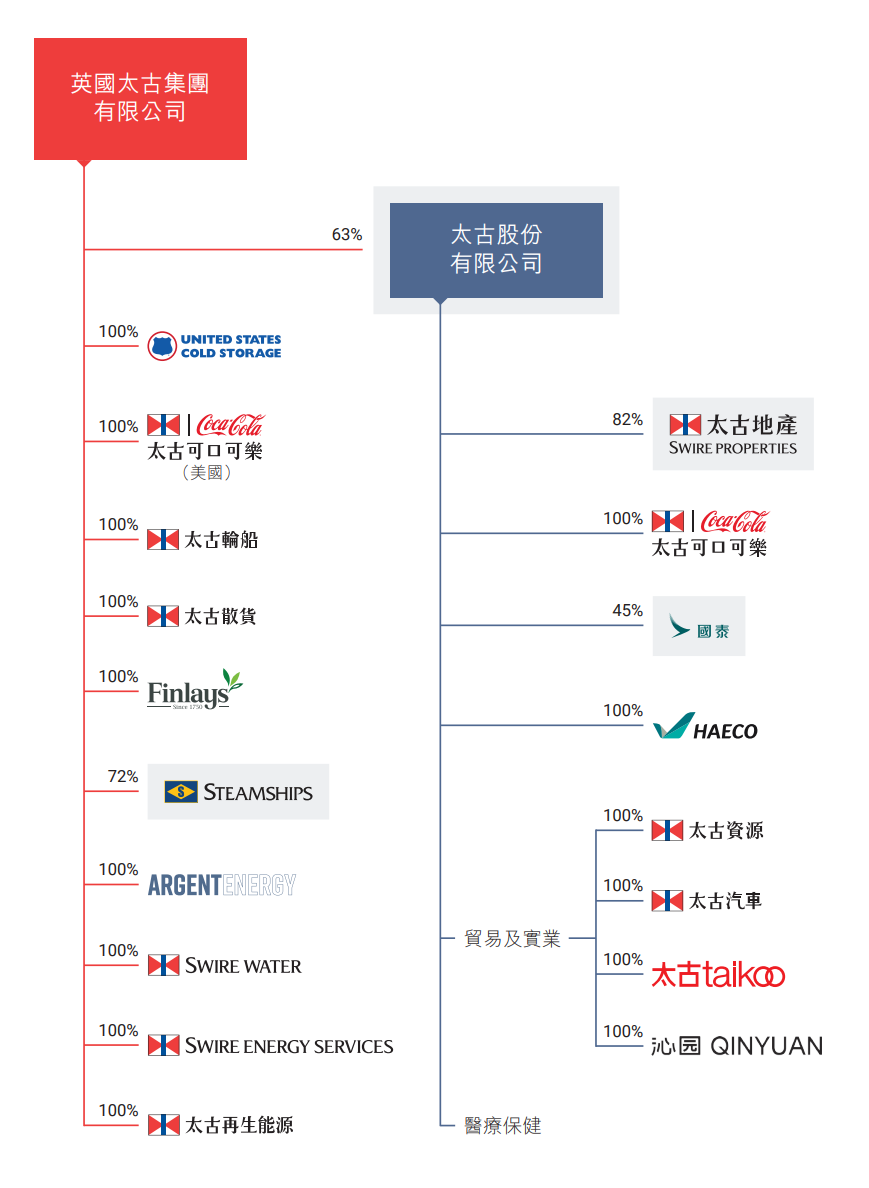 英國太古集團
有限公司
63%
太古股份
有限公司
100%
UNITED STATES
COLD STORAGE
100%
Coca-Cola
太古可口可樂
（美國）
100%
太古輪船
100%
太古散貨
100%
Finlays
Since 1750
72%
S
STEAMSHIPS
100%
ARGENTENERGY
100%
SWIRE WATER
100%
SWIRE ENERGY SERVICES
100%
太古再生能源
82%
太古地產
SWIRE PROPERTIES
100%
Coca-Cola
太古可口可樂
45%
國泰
100%
HAECO
貿易及實業
100%
太古資源
100%
太古汽車
100%
太古taikoo
100%
沁园 QINYUAN
醫療保健